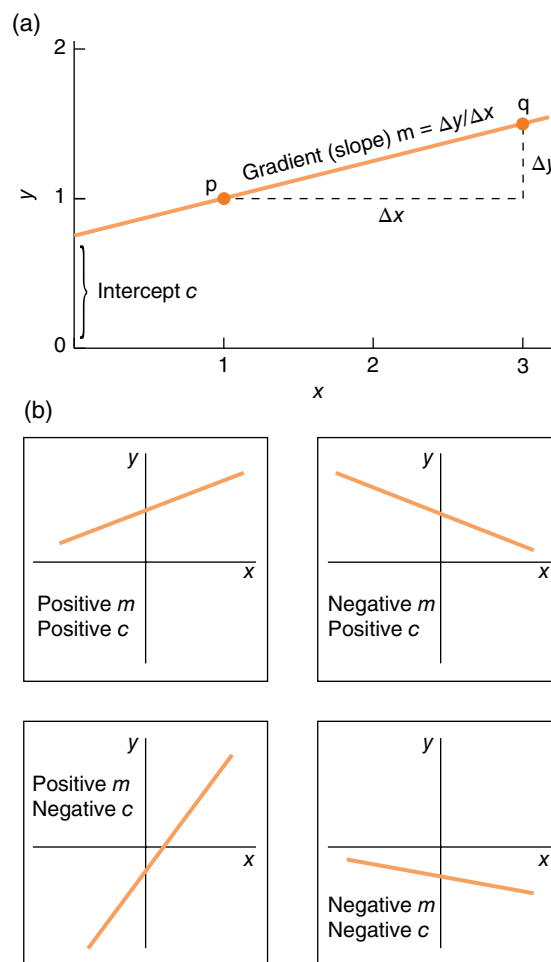 (a)
2
q
Gradient (slope) m = Δy/Δx
p
Δy
y
1
Δx
Intercept c
0
1
2
3
x
(b)
y
x
Positive m
Positive c
y
x
Negative m
Positive c
y
Positive m
Negative c
x
y
x
Negative m
Negative c